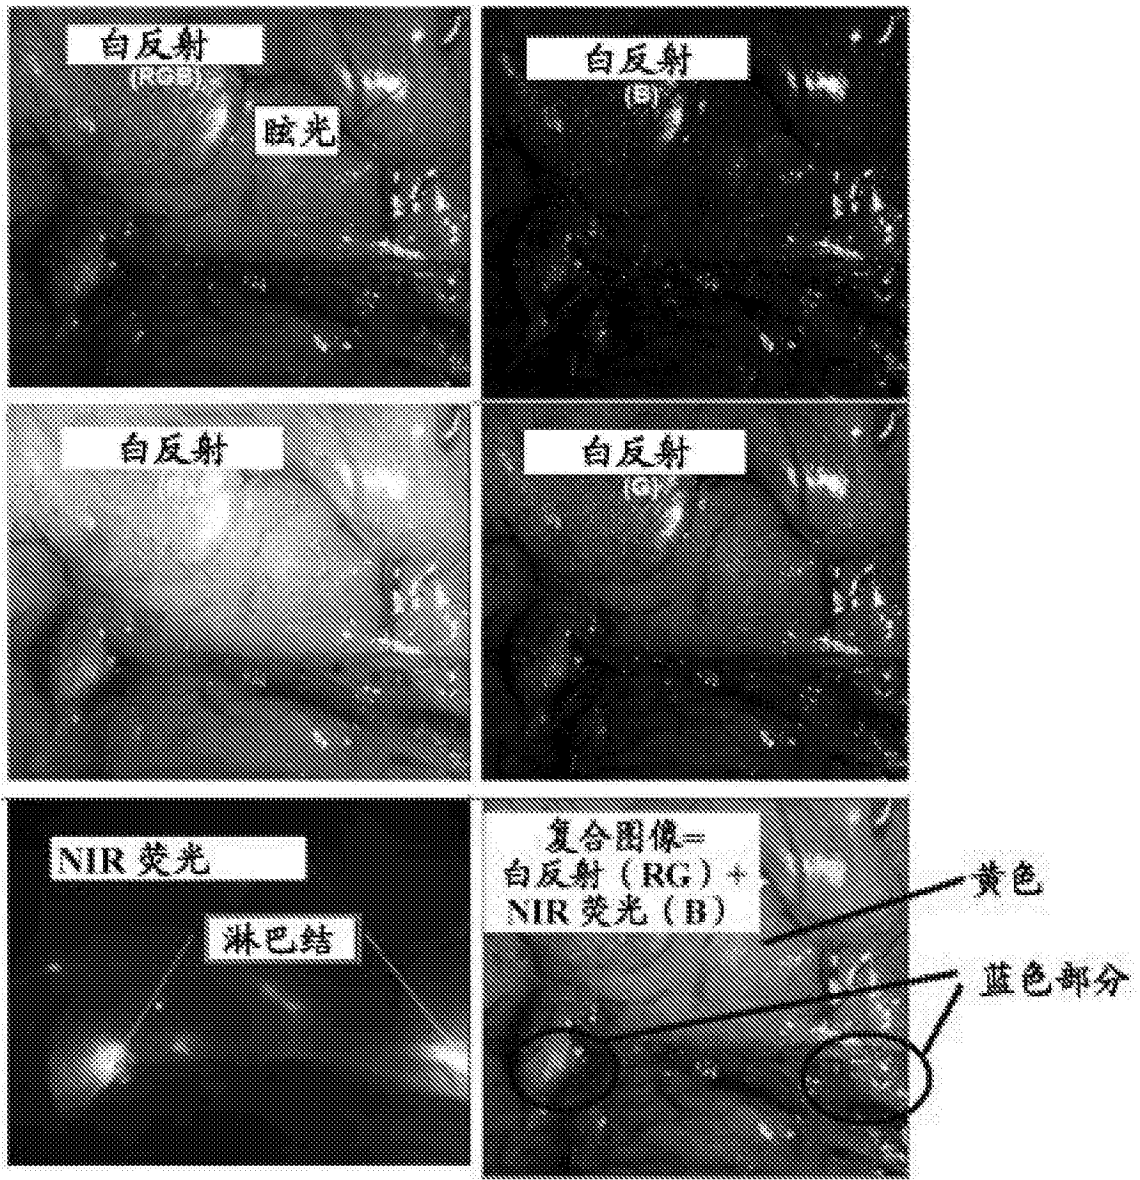 白反射
(RGB)
眩光
白反射
(B)
白反射
白反射
(G)
NIR 荧光
淋巴结
复合图像=
白反射（RG）+
NIR 荧光（B）
黄色
蓝色部分